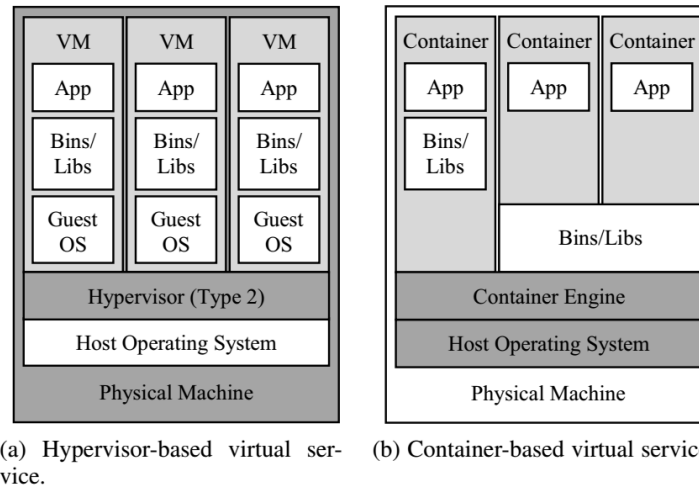 VM VM VM
App App App
Bins/ Bins/ Bins/
Libs Libs Libs
Guest Guest Guest
OS OS OS
Hypervisor (Type 2)
Host Operating System
Physical Machine
(a) Hypervisor-based virtual ser-
vice.
Container Container Container
App App App
Bins/
Libs
Bins/Libs
Container Engine
Host Operating System
Physical Machine
(b) Container-based virtual servic